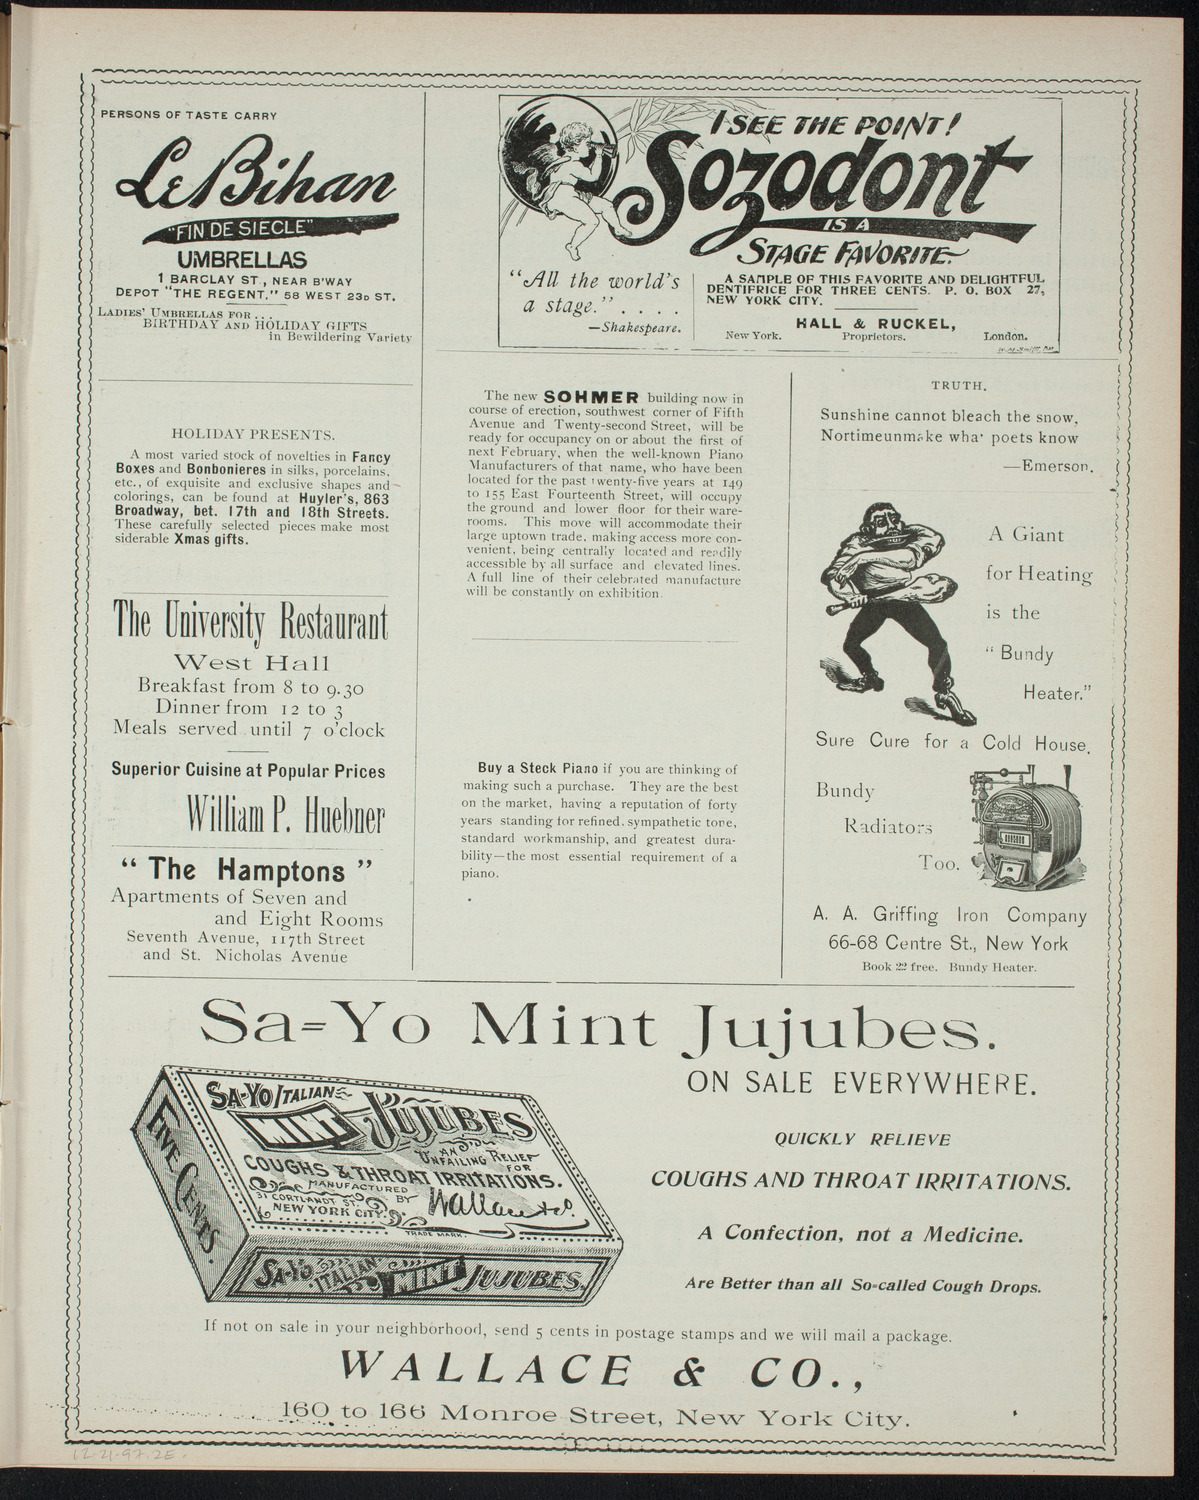 PERSONS OF TASTE CARRY
Le Bihan
"FIN DE SIECLE"
UMBRELLAS
1 BARCLAY ST., NEAR B'WAY
DEPOT "THE REGENT," 58 WEST 23D ST.
LADIES' UMBRELLAS FOR . . .
BIRTHDAY AND HOLIDAY GIFTS
in Bewildering Variety
I SEE THE POINT!
Sozodont
IS A
STAGE FAVORITE
"All the world's
a stage." . . . .
—Shakespeare.
A SAMPLE OF THIS FAVORITE AND DELIGHTFUL
DENTIFRICE FOR THREE CENTS. P. O. BOX 27,
NEW YORK CITY.
HALL & RUCKEL,
New York. Proprietors. London.
HOLIDAY PRESENTS.
A most varied stock of novelties in Fancy
Boxes and Bonbonieres in silks, porcelains,
etc., of exquisite and exclusive shapes and
colorings, can be found at Huyler's, 863
Broadway, bet. 17th and 18th Streets.
These carefully selected pieces make most
siderable Xmas gifts.
The University Restaurant
West Hall
Breakfast from 8 to 9.30
Dinner from 12 to 3
Meals served until 7 o'clock
Superior Cuisine at Popular Prices
William P. Huebner
"The Hamptons"
Apartments of Seven and
and Eight Rooms
Seventh Avenue, 117th Street
and St. Nicholas Avenue
The new SOHMER building now in
course of erection, southwest corner of Fifth
Avenue and Twenty-second Street, will be
ready for occupancy on or about the first of
next February, when the well-known Piano
Manufacturers of that name, who have been
located for the past twenty-five years at 149
to 155 East Fourteenth Street, will occupy
the ground and lower floor for their ware-
rooms. This move will accommodate their
large uptown trade, making access more con-
venient, being centrally located and readily
accessible by all surface and elevated lines.
A full line of their celebrated manufacture
will be constantly on exhibition.
Buy a Steck Piano if you are thinking of
making such a purchase. They are the best
on the market, having a reputation of forty
years standing for refined, sympathetic tone,
standard workmanship, and greatest dura-
bility—the most essential requirement of a
piano.
TRUTH.
Sunshine cannot bleach the snow,
Nortimeunmake wha' poets know
—Emerson.
A Giant
for Heating
is the
"Bundy
Heater."
Sure Cure for a Cold House.
Bundy
Radiators
Too.
A. A. Griffing Iron Company
66-68 Centre St., New York
Book 22 free. Bundy Heater.
Sa=Yo Mint Jujubes.
SA-YO ITALIAN
MINT JUJUBES
AND
UNFAILING RELIEF
FOR
COUGHS & THROAT IRRITATIONS.
MANUFACTURED
BY
31 CORTLANDT ST.
NEW YORK CITY.
Wallace & Co.
TRADE MARK.
FIVE CENTS.
SA-YO ITALIAN MINT JUJUBES.
ON SALE EVERYWHERE.
QUICKLY RELIEVE
COUGHS AND THROAT IRRITATIONS.
A Confection, not a Medicine.
Are Better than all So=called Cough Drops.
If not on sale in your neighborhood, send 5 cents in postage stamps and we will mail a package.
WALLACE & CO.,
160 to 166 Monroe Street, New York City.
12-21-97.2E.